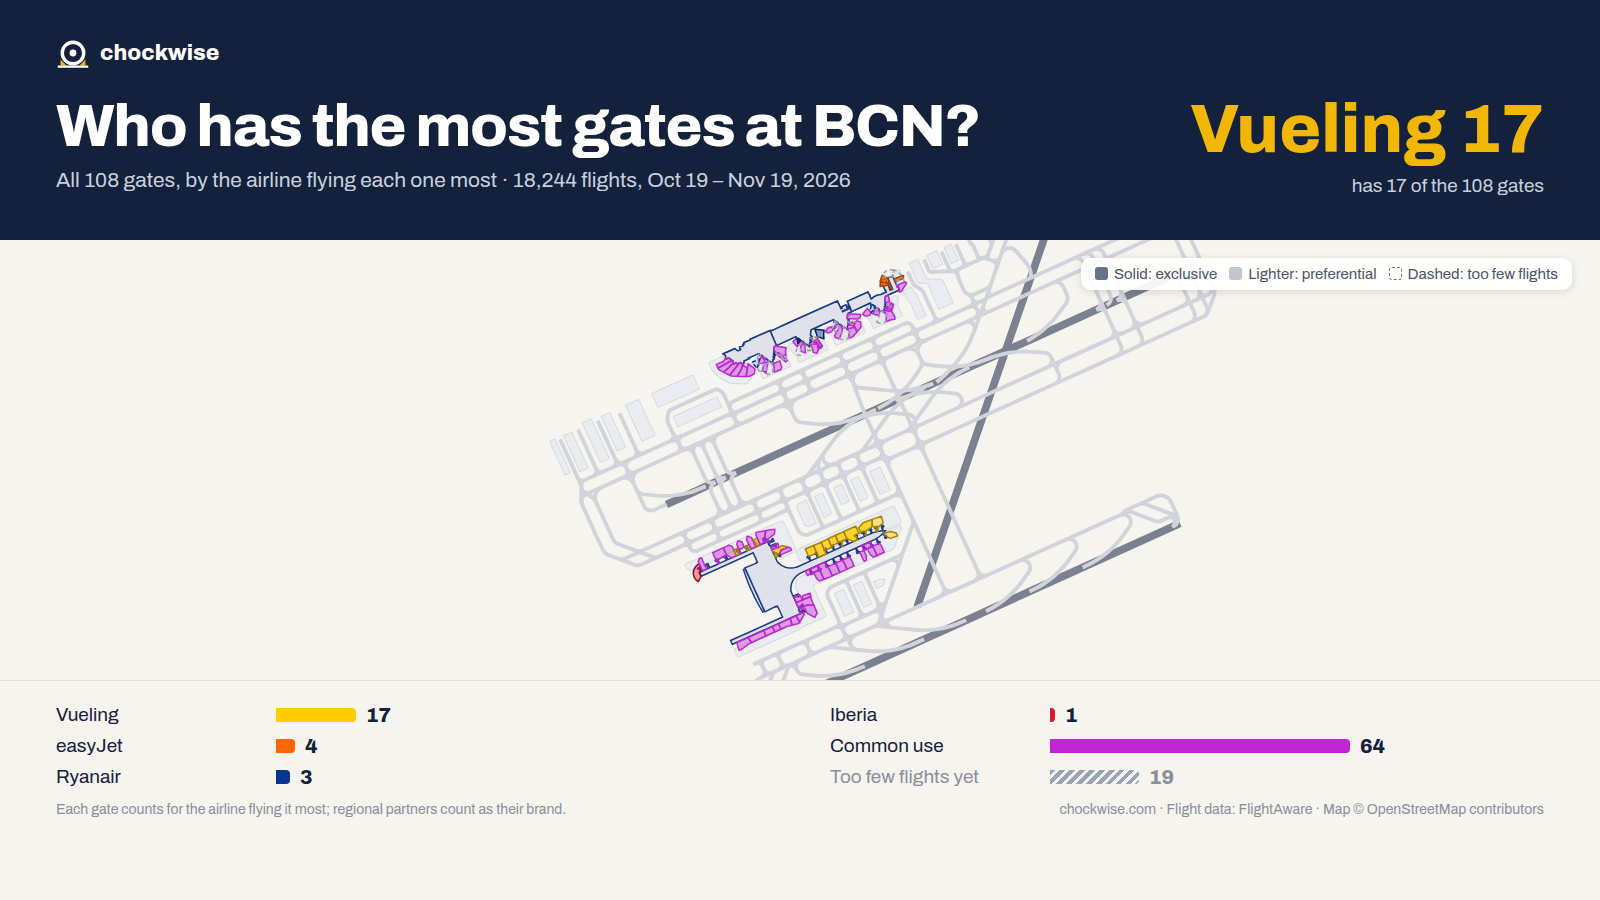 chockwise
Who has the most gates at BCN?
All 108 gates, by the airline flying each one most · 18,244 flights, Oct 19 – Nov 19, 2026
Vueling 17
has 17 of the 108 gates
Solid: exclusive Lighter: preferential Dashed: too few flights
Vueling 17
easyJet 4
Ryanair 3
Iberia 1
Common use 64
Too few flights yet 19
Each gate counts for the airline flying it most; regional partners count as their brand.
chockwise.com · Flight data: FlightAware · Map © OpenStreetMap contributors